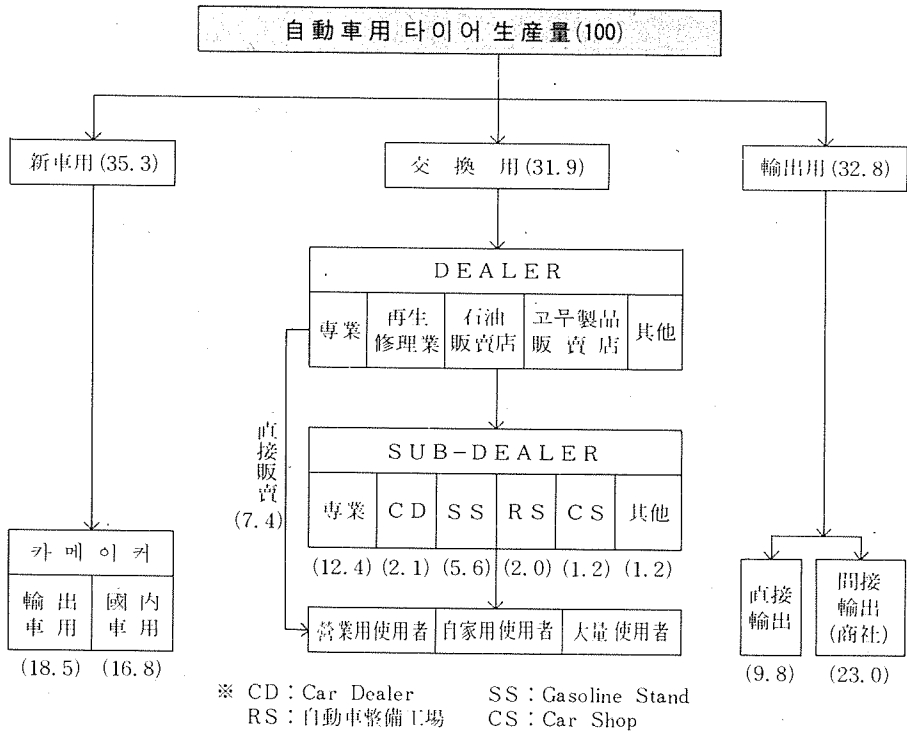 自動車用 타이어 生産量(100)
新車用(35.3)
交換用(31.9)
輸出用(32.8)
DEALER
専業
再生
修理業
石油
販賣店
고무製品
販賣店
其他
直接販賣
(7.4)
SUB-DEALER
専業 CD SS RS CS 其他
(12.4) (2.1) (5.6) (2.0) (1.2) (1.2)
카메이커
輸出
車用
國内
車用
(18.5) (16.8)
営業用使用者 自家用使用者 大量使用者
直接
輸出
間接
輸出
(商社)
(9.8) (23.0)
※ CD：Car Dealer SS：Gasoline Stand
RS：自動車整備工場 CS：Car Shop